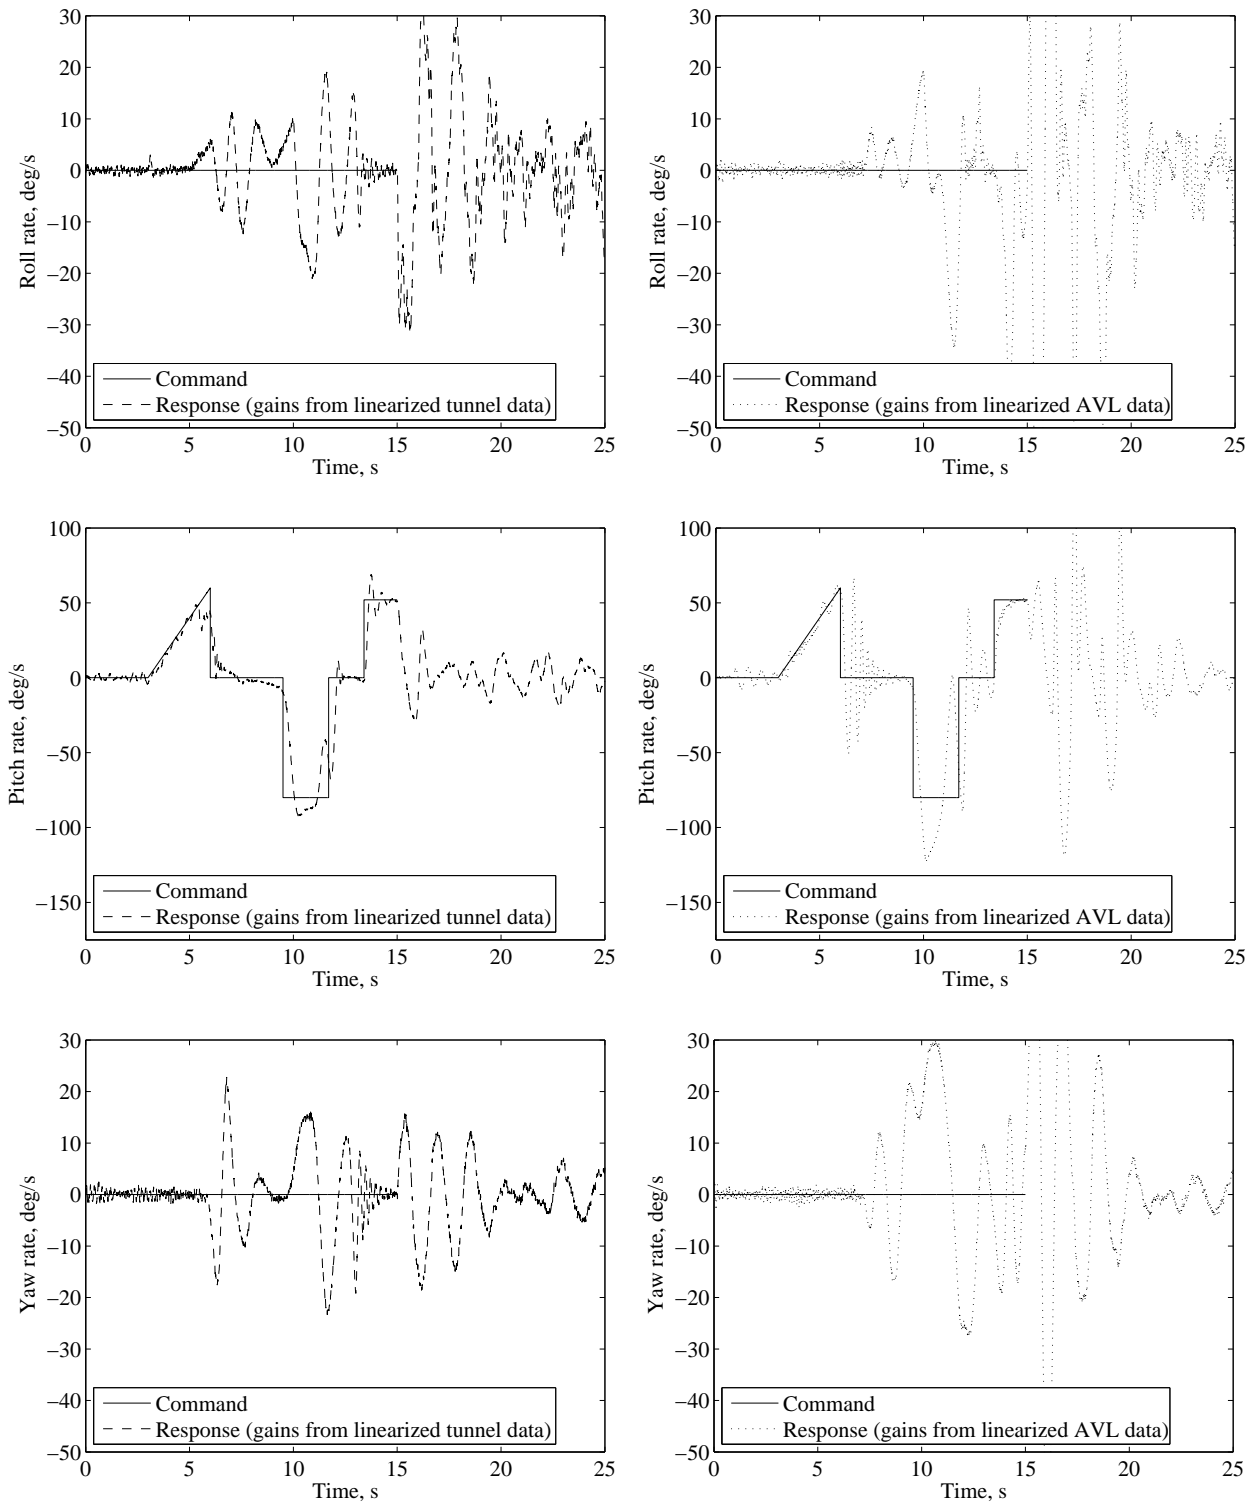 30
20
10
0
−10
−20
−30
−40
−50
0 5 10 15 20 25
Roll rate, deg/s
Time, s
Command
Response (gains from linearized tunnel data)
30
20
10
0
−10
−20
−30
−40
−50
0 5 10 15 20 25
Roll rate, deg/s
Time, s
Command
Response (gains from linearized AVL data)
100
50
0
−50
−100
−150
0 5 10 15 20 25
Pitch rate, deg/s
Time, s
Command
Response (gains from linearized tunnel data)
100
50
0
−50
−100
−150
0 5 10 15 20 25
Pitch rate, deg/s
Time, s
Command
Response (gains from linearized AVL data)
30
20
10
0
−10
−20
−30
−40
−50
0 5 10 15 20 25
Yaw rate, deg/s
Time, s
Command
Response (gains from linearized tunnel data)
30
20
10
0
−10
−20
−30
−40
−50
0 5 10 15 20 25
Yaw rate, deg/s
Time, s
Command
Response (gains from linearized AVL data)